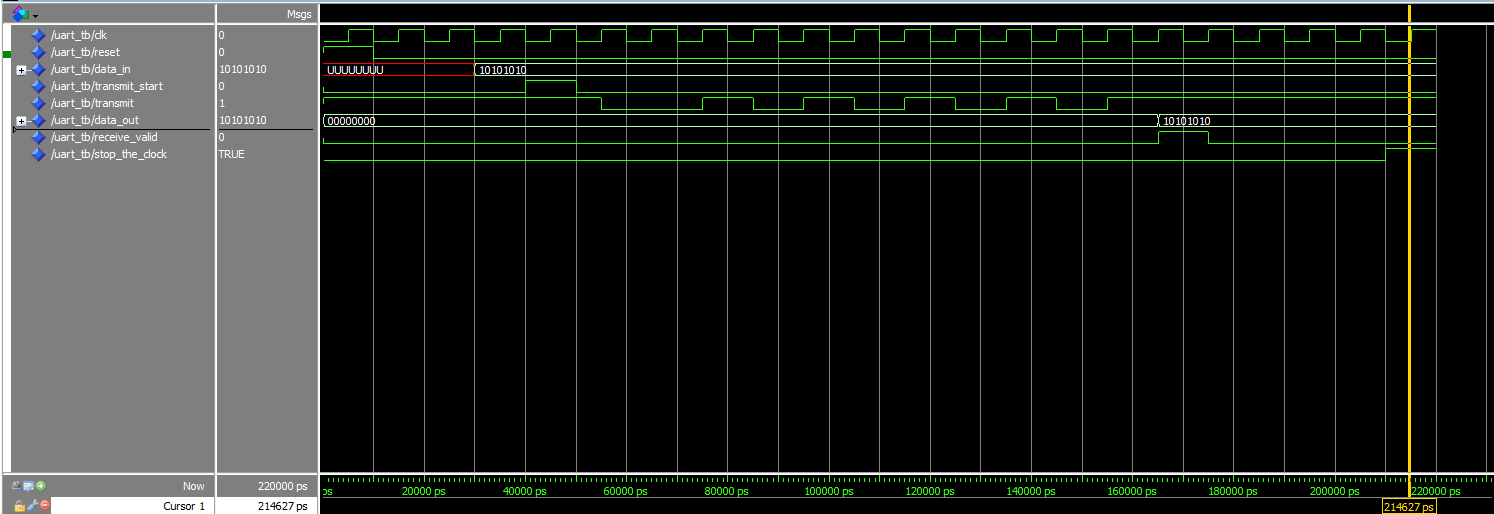 Msgs
/uart_tb/clk 0
/uart_tb/reset 0
/uart_tb/data_in 10101010 UUUUUUUU 10101010
/uart_tb/transmit_start 0
/uart_tb/transmit 1
/uart_tb/data_out 10101010 00000000 10101010
/uart_tb/receive_valid 0
/uart_tb/stop_the_clock TRUE
Now 220000 ps ps 20000 ps 40000 ps 60000 ps 80000 ps 100000 ps 120000 ps 140000 ps 160000 ps 180000 ps 200000 ps 220000 ps
Cursor 1 214627 ps 214627 ps